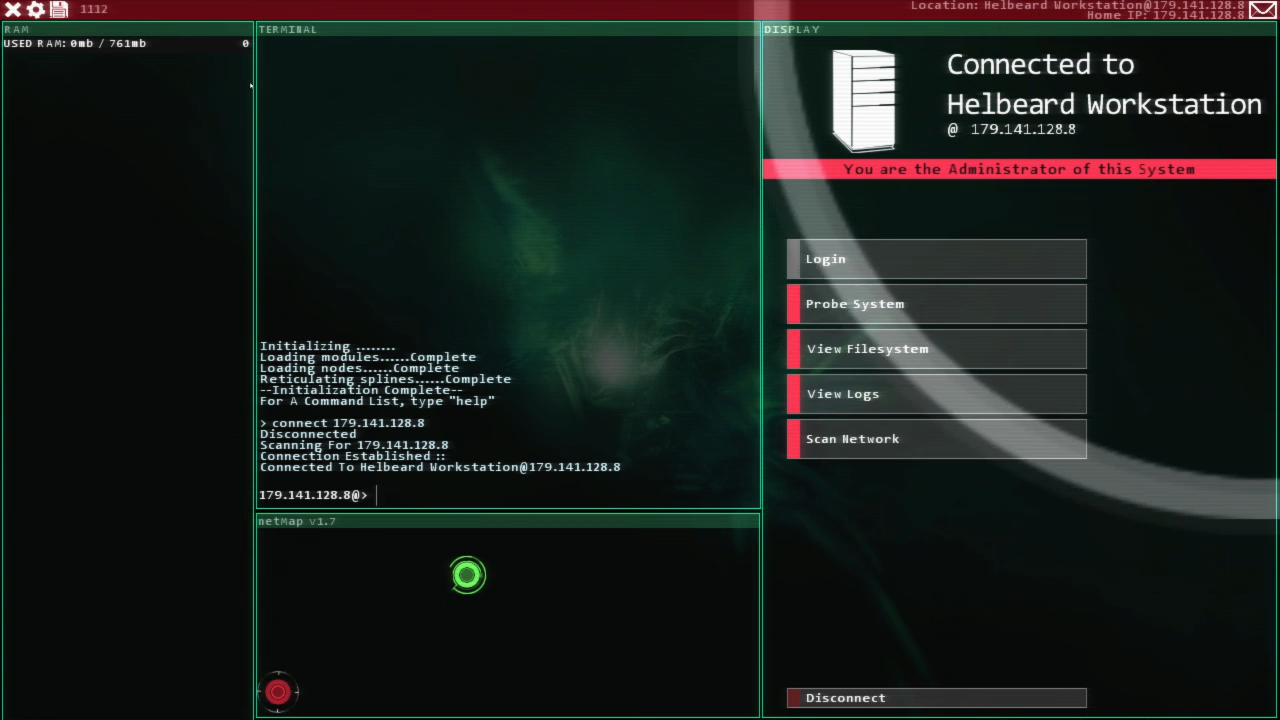 1112
Location: Helbeard Workstation@179.141.128.8
Home IP: 179.141.128.8
RAM
USED RAM: 0mb / 761mb 0
TERMINAL
Initializing ........
Loading modules......Complete
Loading nodes......Complete
Reticulating splines......Complete
--Initialization Complete--
For A Command List, type "help"
> connect 179.141.128.8
Disconnected
Scanning For 179.141.128.8
Connection Established ::
Connected To Helbeard Workstation@179.141.128.8
179.141.128.8@>
netMap v1.7
DISPLAY
Connected to
Helbeard Workstation
@ 179.141.128.8
You are the Administrator of this System
Login
Probe System
View Filesystem
View Logs
Scan Network
Disconnect